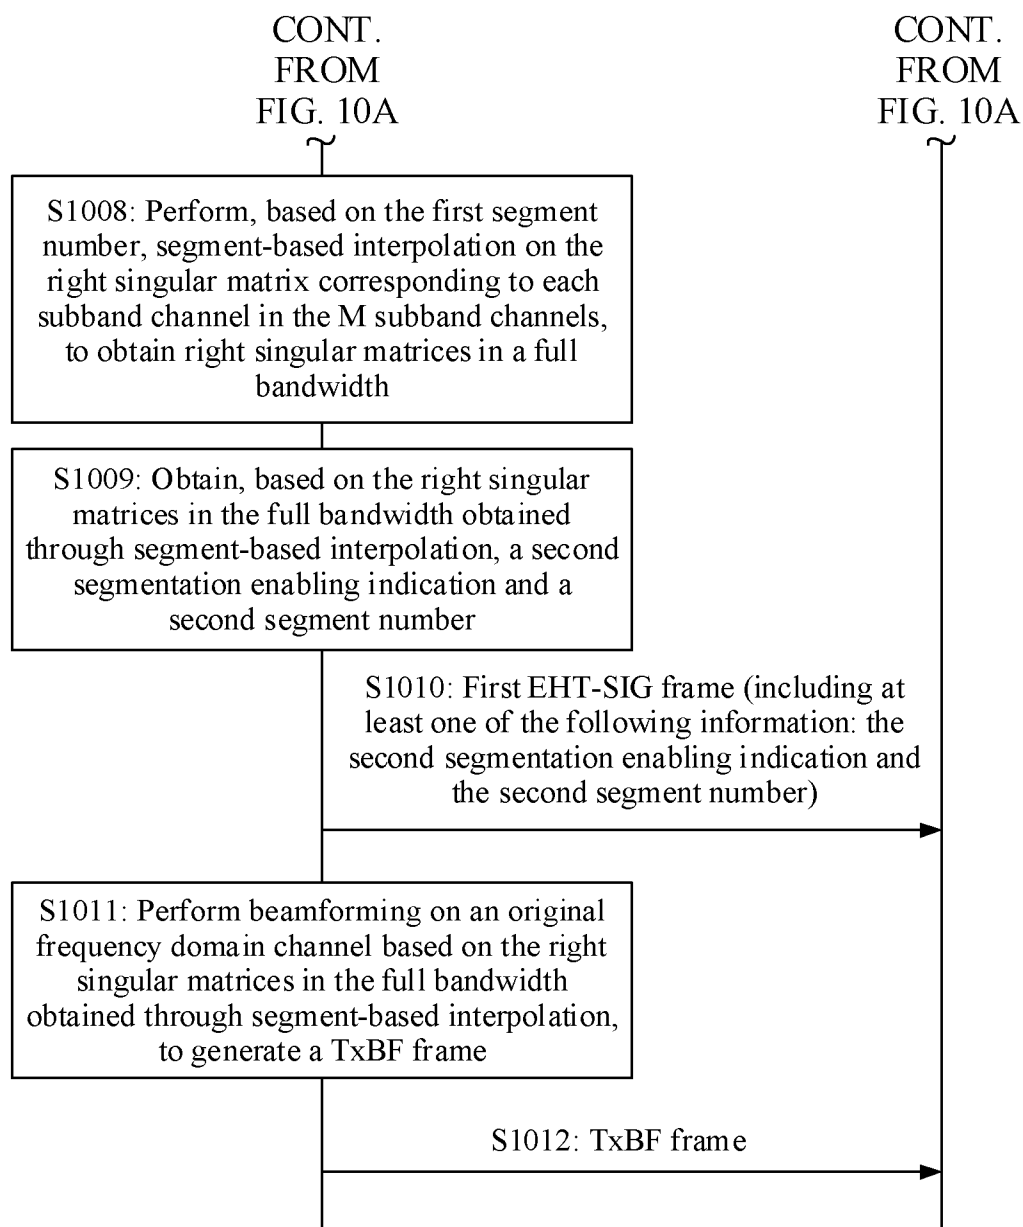 CONT.
FROM
FIG. 10A
CONT.
FROM
FIG. 10A
S1008: Perform, based on the first segment
number, segment-based interpolation on the
right singular matrix corresponding to each
subband channel in the M subband channels,
to obtain right singular matrices in a full
bandwidth
S1009: Obtain, based on the right singular
matrices in the full bandwidth obtained
through segment-based interpolation, a second
segmentation enabling indication and a
second segment number
S1010: First EHT-SIG frame (including at
least one of the following information: the
second segmentation enabling indication and
the second segment number)
S1011: Perform beamforming on an original
frequency domain channel based on the right
singular matrices in the full bandwidth
obtained through segment-based interpolation,
to generate a TxBF frame
S1012: TxBF frame